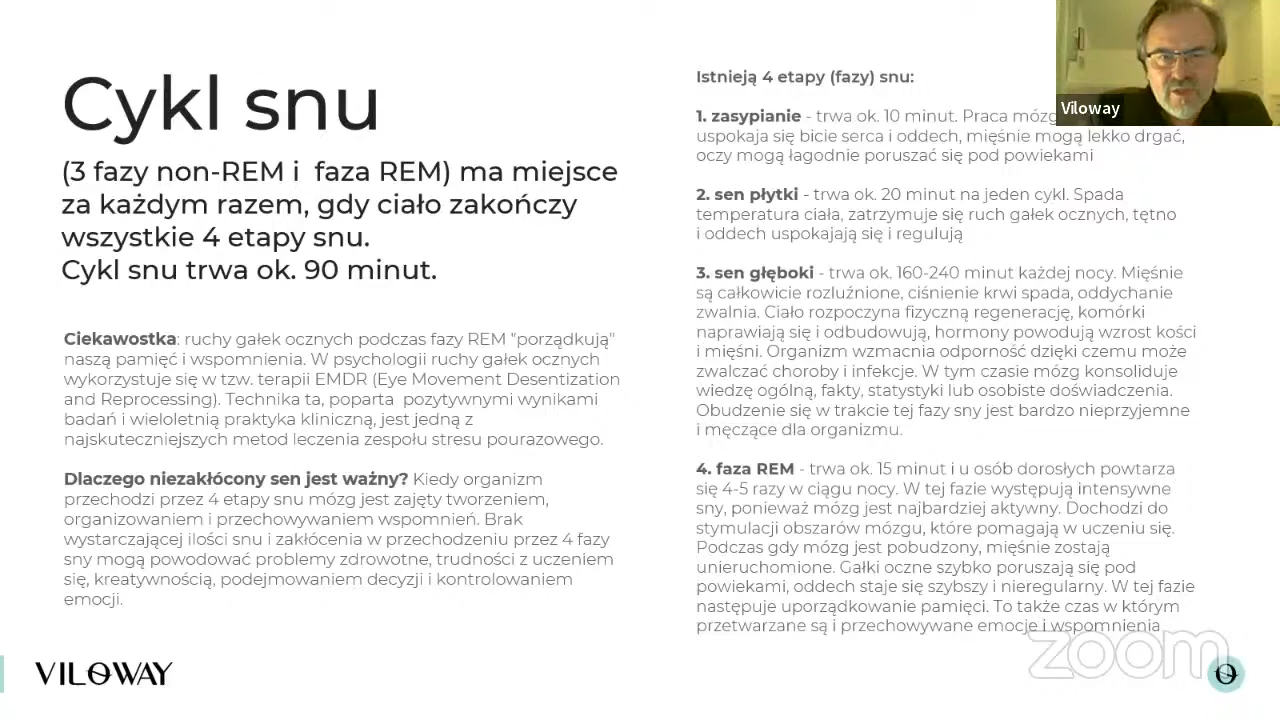 Cykl snu
(3 fazy non-REM i faza REM) ma miejsce
za każdym razem, gdy ciało zakończy
wszystkie 4 etapy snu.
Cykl snu trwa ok. 90 minut.
Ciekawostka: ruchy gałek ocznych podczas fazy REM "porządkują"
naszą pamięć i wspomnienia. W psychologii ruchy gałek ocznych
wykorzystuje się w tzw. terapii EMDR (Eye Movement Desentization
and Reprocessing). Technika ta, poparta pozytywnymi wynikami
badań i wieloletnią praktyka kliniczną, jest jedną z
najskuteczniejszych metod leczenia zespołu stresu pourazowego.
Dlaczego niezakłócony sen jest ważny? Kiedy organizm
przechodzi przez 4 etapy snu mózg jest zajęty tworzeniem,
organizowaniem i przechowywaniem wspomnień. Brak
wystarczającej ilości snu i zakłócenia w przechodzeniu przez 4 fazy
sny mogą powodować problemy zdrowotne, trudności z uczeniem
się, kreatywnością, podejmowaniem decyzji i kontrolowaniem
emocji.
VILOWAY
Istnieją 4 etapy (fazy) snu:
1. zasypianie - trwa ok. 10 minut. Praca mózg
uspokaja się bicie serca i oddech, mięśnie mogą lekko drgać,
oczy mogą łagodnie poruszać się pod powiekami
2. sen płytki - trwa ok. 20 minut na jeden cykl. Spada
temperatura ciała, zatrzymuje się ruch gałek ocznych, tętno
i oddech uspokajają się i regulują
3. sen głęboki - trwa ok. 160-240 minut każdej nocy. Mięśnie
są całkowicie rozluźnione, ciśnienie krwi spada, oddychanie
zwalnia. Ciało rozpoczyna fizyczną regenerację, komórki
naprawiają się i odbudowują, hormony powodują wzrost kości
i mięśni. Organizm wzmacnia odporność dzięki czemu może
zwalczać choroby i infekcje. W tym czasie mózg konsoliduje
wiedzę ogólną, fakty, statystyki lub osobiste doświadczenia.
Obudzenie się w trakcie tej fazy sny jest bardzo nieprzyjemne
i męczące dla organizmu.
4. faza REM - trwa ok. 15 minut i u osób dorosłych powtarza
się 4-5 razy w ciągu nocy. W tej fazie występują intensywne
sny, ponieważ mózg jest najbardziej aktywny. Dochodzi do
stymulacji obszarów mózgu, które pomagają w uczeniu się.
Podczas gdy mózg jest pobudzony, mięśnie zostają
unieruchomione. Gałki oczne szybko poruszają się pod
powiekami, oddech staje się szybszy i nieregularny. W tej fazie
następuje uporządkowanie pamięci. To także czas w którym
przetwarzane są i przechowywane emocje i wspomnienia
Viloway
zoom